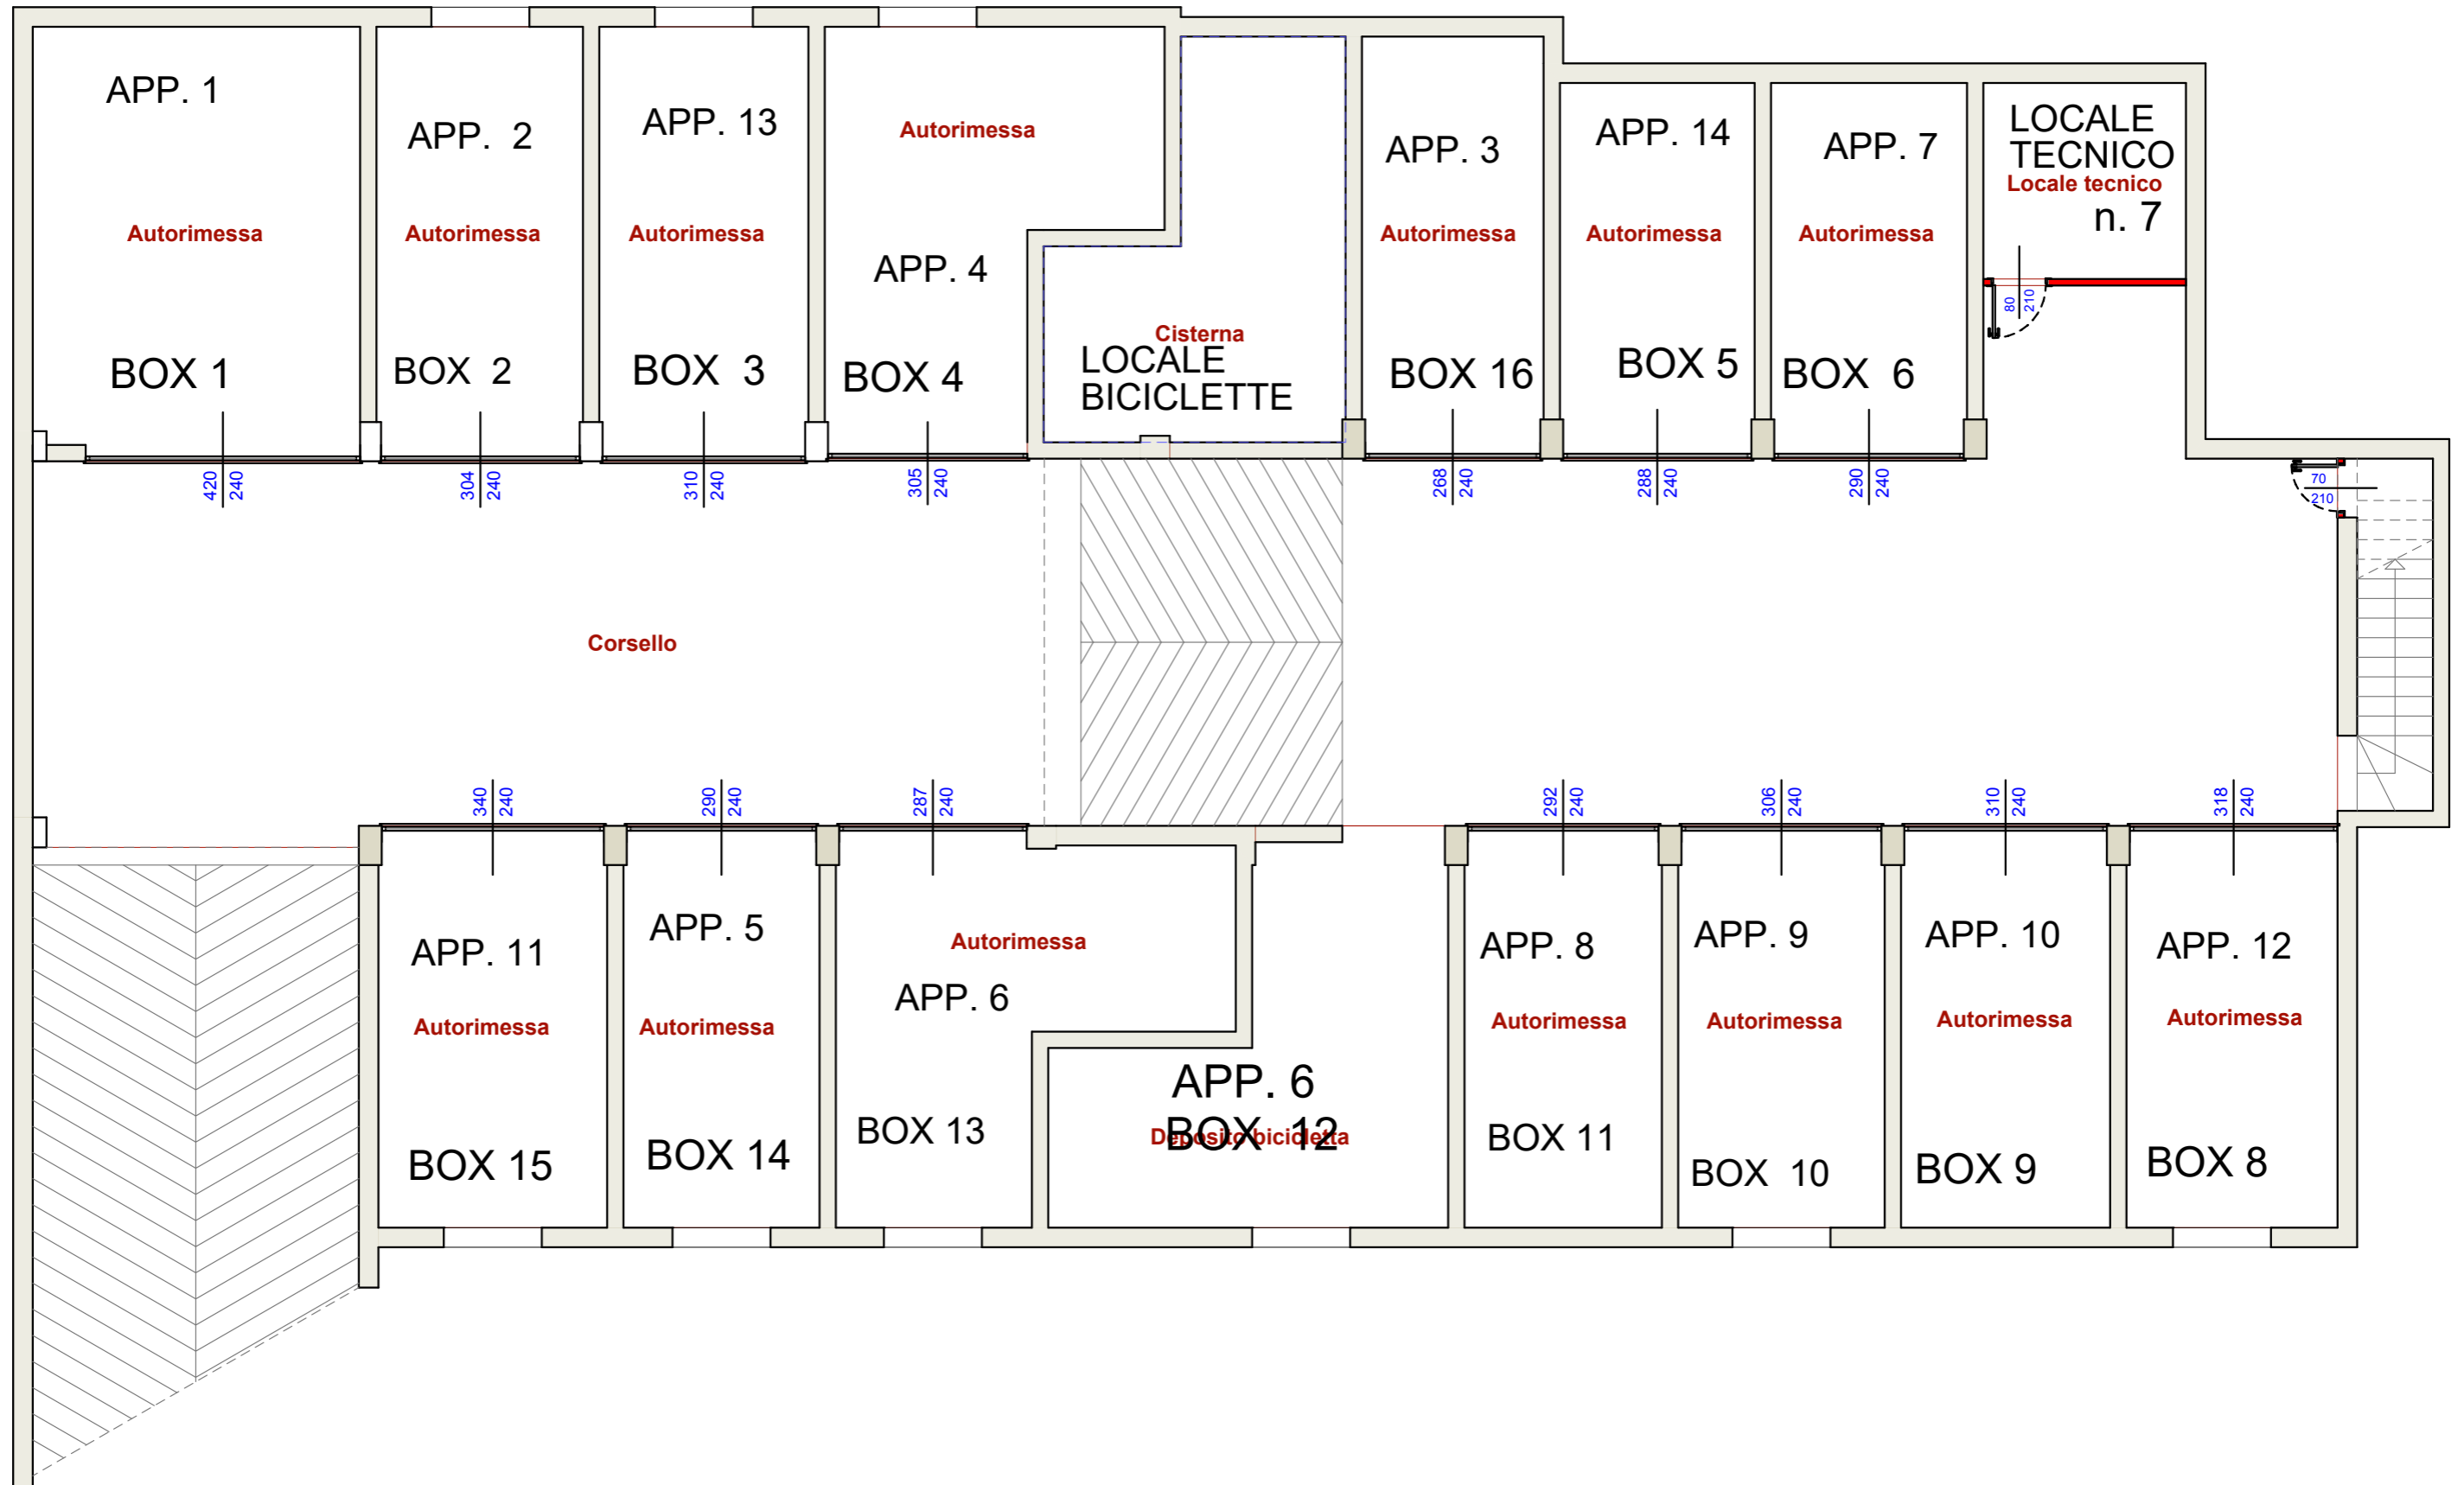 APP. 1
APP.  2
APP. 13
Autorimessa
APP. 3
APP. 14
APP. 7
LOCALE
TECNICO
Locale tecnico
n. 7
Autorimessa
Autorimessa
Autorimessa
APP. 4
Autorimessa
Autorimessa
Autorimessa
80
210
Cisterna
LOCALE
BICICLETTE
BOX 1
BOX  2
BOX  3
BOX 4
BOX 16
BOX 5
BOX  6
420
240
304
240
310
240
305
240
268
240
288
240
290
240
70
210
Corsello
340
240
290
240
287
240
292
240
306
240
310
240
318
240
APP. 11
APP. 5
Autorimessa
APP. 6
APP. 8
APP. 9
APP. 10
APP. 12
Autorimessa
Autorimessa
Autorimessa
Autorimessa
Autorimessa
Autorimessa
APP. 6
BOX  12
Deposito bicicletta
BOX 15
BOX 14
BOX 13
BOX 11
BOX  10
BOX 9
BOX 8